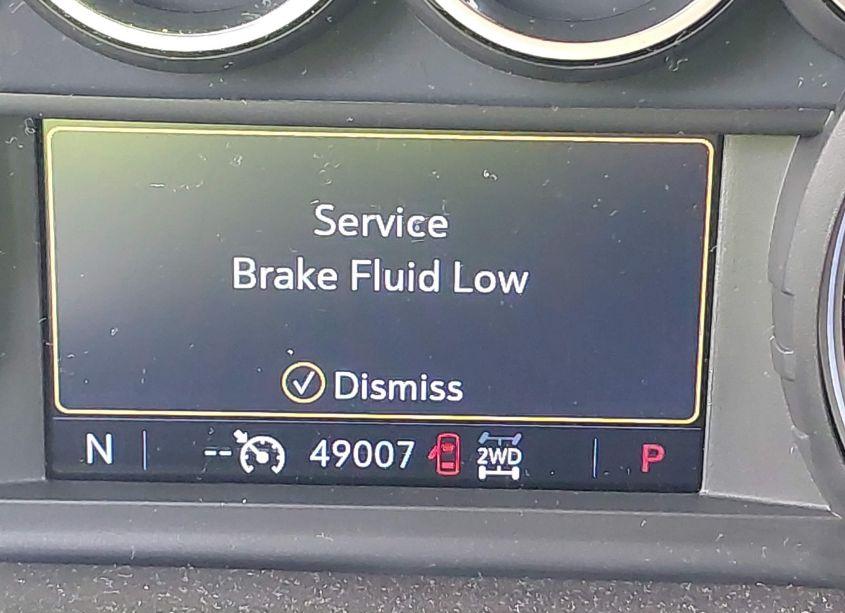 Service
Brake Fluid Low
Dismiss
N -- 49007 2WD P